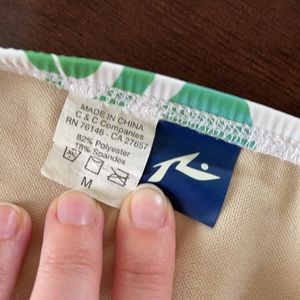 MADE IN CHINA
C & C Companies
RN 76146 - CA 27657
82% Polyester
18% Spandex
M